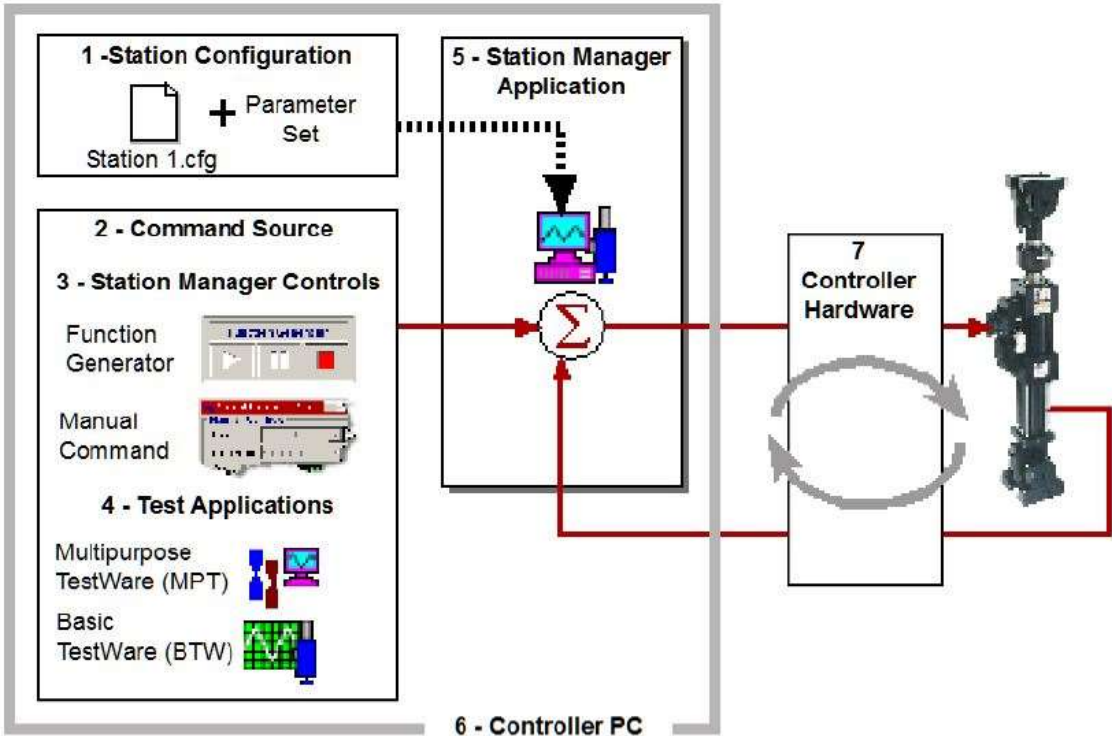 1 -Station Configuration
+ Parameter
Set
Station 1.cfg
2 - Command Source
3 - Station Manager Controls
Function
Generator
Manual
Command
4 - Test Applications
Multipurpose
TestWare (MPT)
Basic
TestWare (BTW)
5 - Station Manager
Application
Σ
6 - Controller PC
7
Controller
Hardware